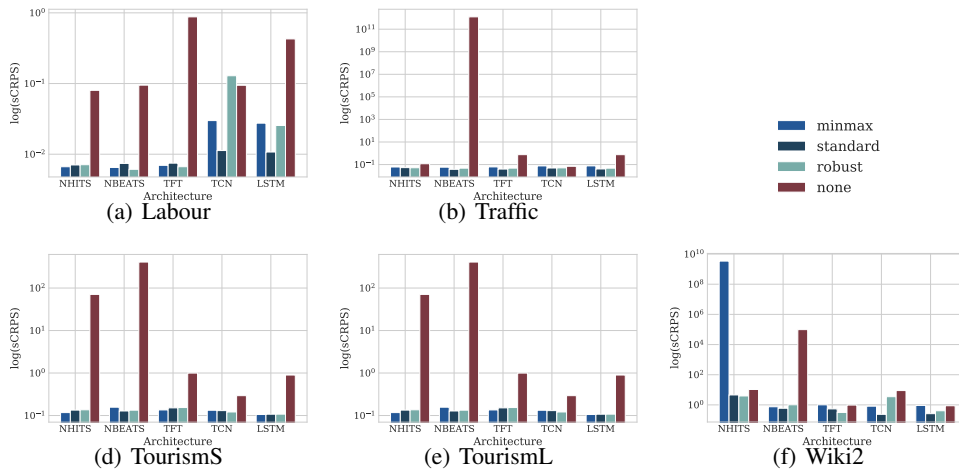 log(sCRPS)
10^0
10^-1
10^-2
NHITS NBEATS TFT TCN LSTM
Architecture
(a) Labour
log(sCRPS)
10^11
10^9
10^7
10^5
10^3
10^1
10^-1
NHITS NBEATS TFT TCN LSTM
Architecture
(b) Traffic
minmax
standard
robust
none
log(sCRPS)
10^2
10^1
10^0
10^-1
NHITS NBEATS TFT TCN LSTM
Architecture
(d) TourismS
log(sCRPS)
10^2
10^1
10^0
10^-1
NHITS NBEATS TFT TCN LSTM
Architecture
(e) TourismL
log(sCRPS)
10^10
10^8
10^6
10^4
10^2
10^0
NHITS NBEATS TFT TCN LSTM
Architecture
(f) Wiki2